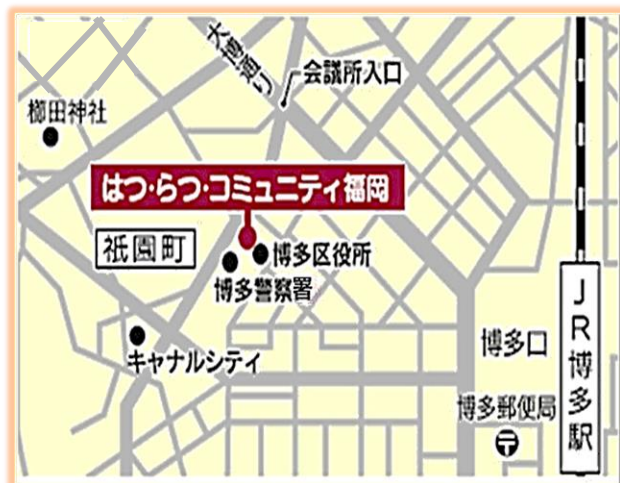 大博通り
会議所入口
櫛田神社
はつ・らつ・コミュニティ福岡
祇園町
博多区役所
博多警察署
キャナルシティ
博多口
JR博多駅
博多郵便局
〒